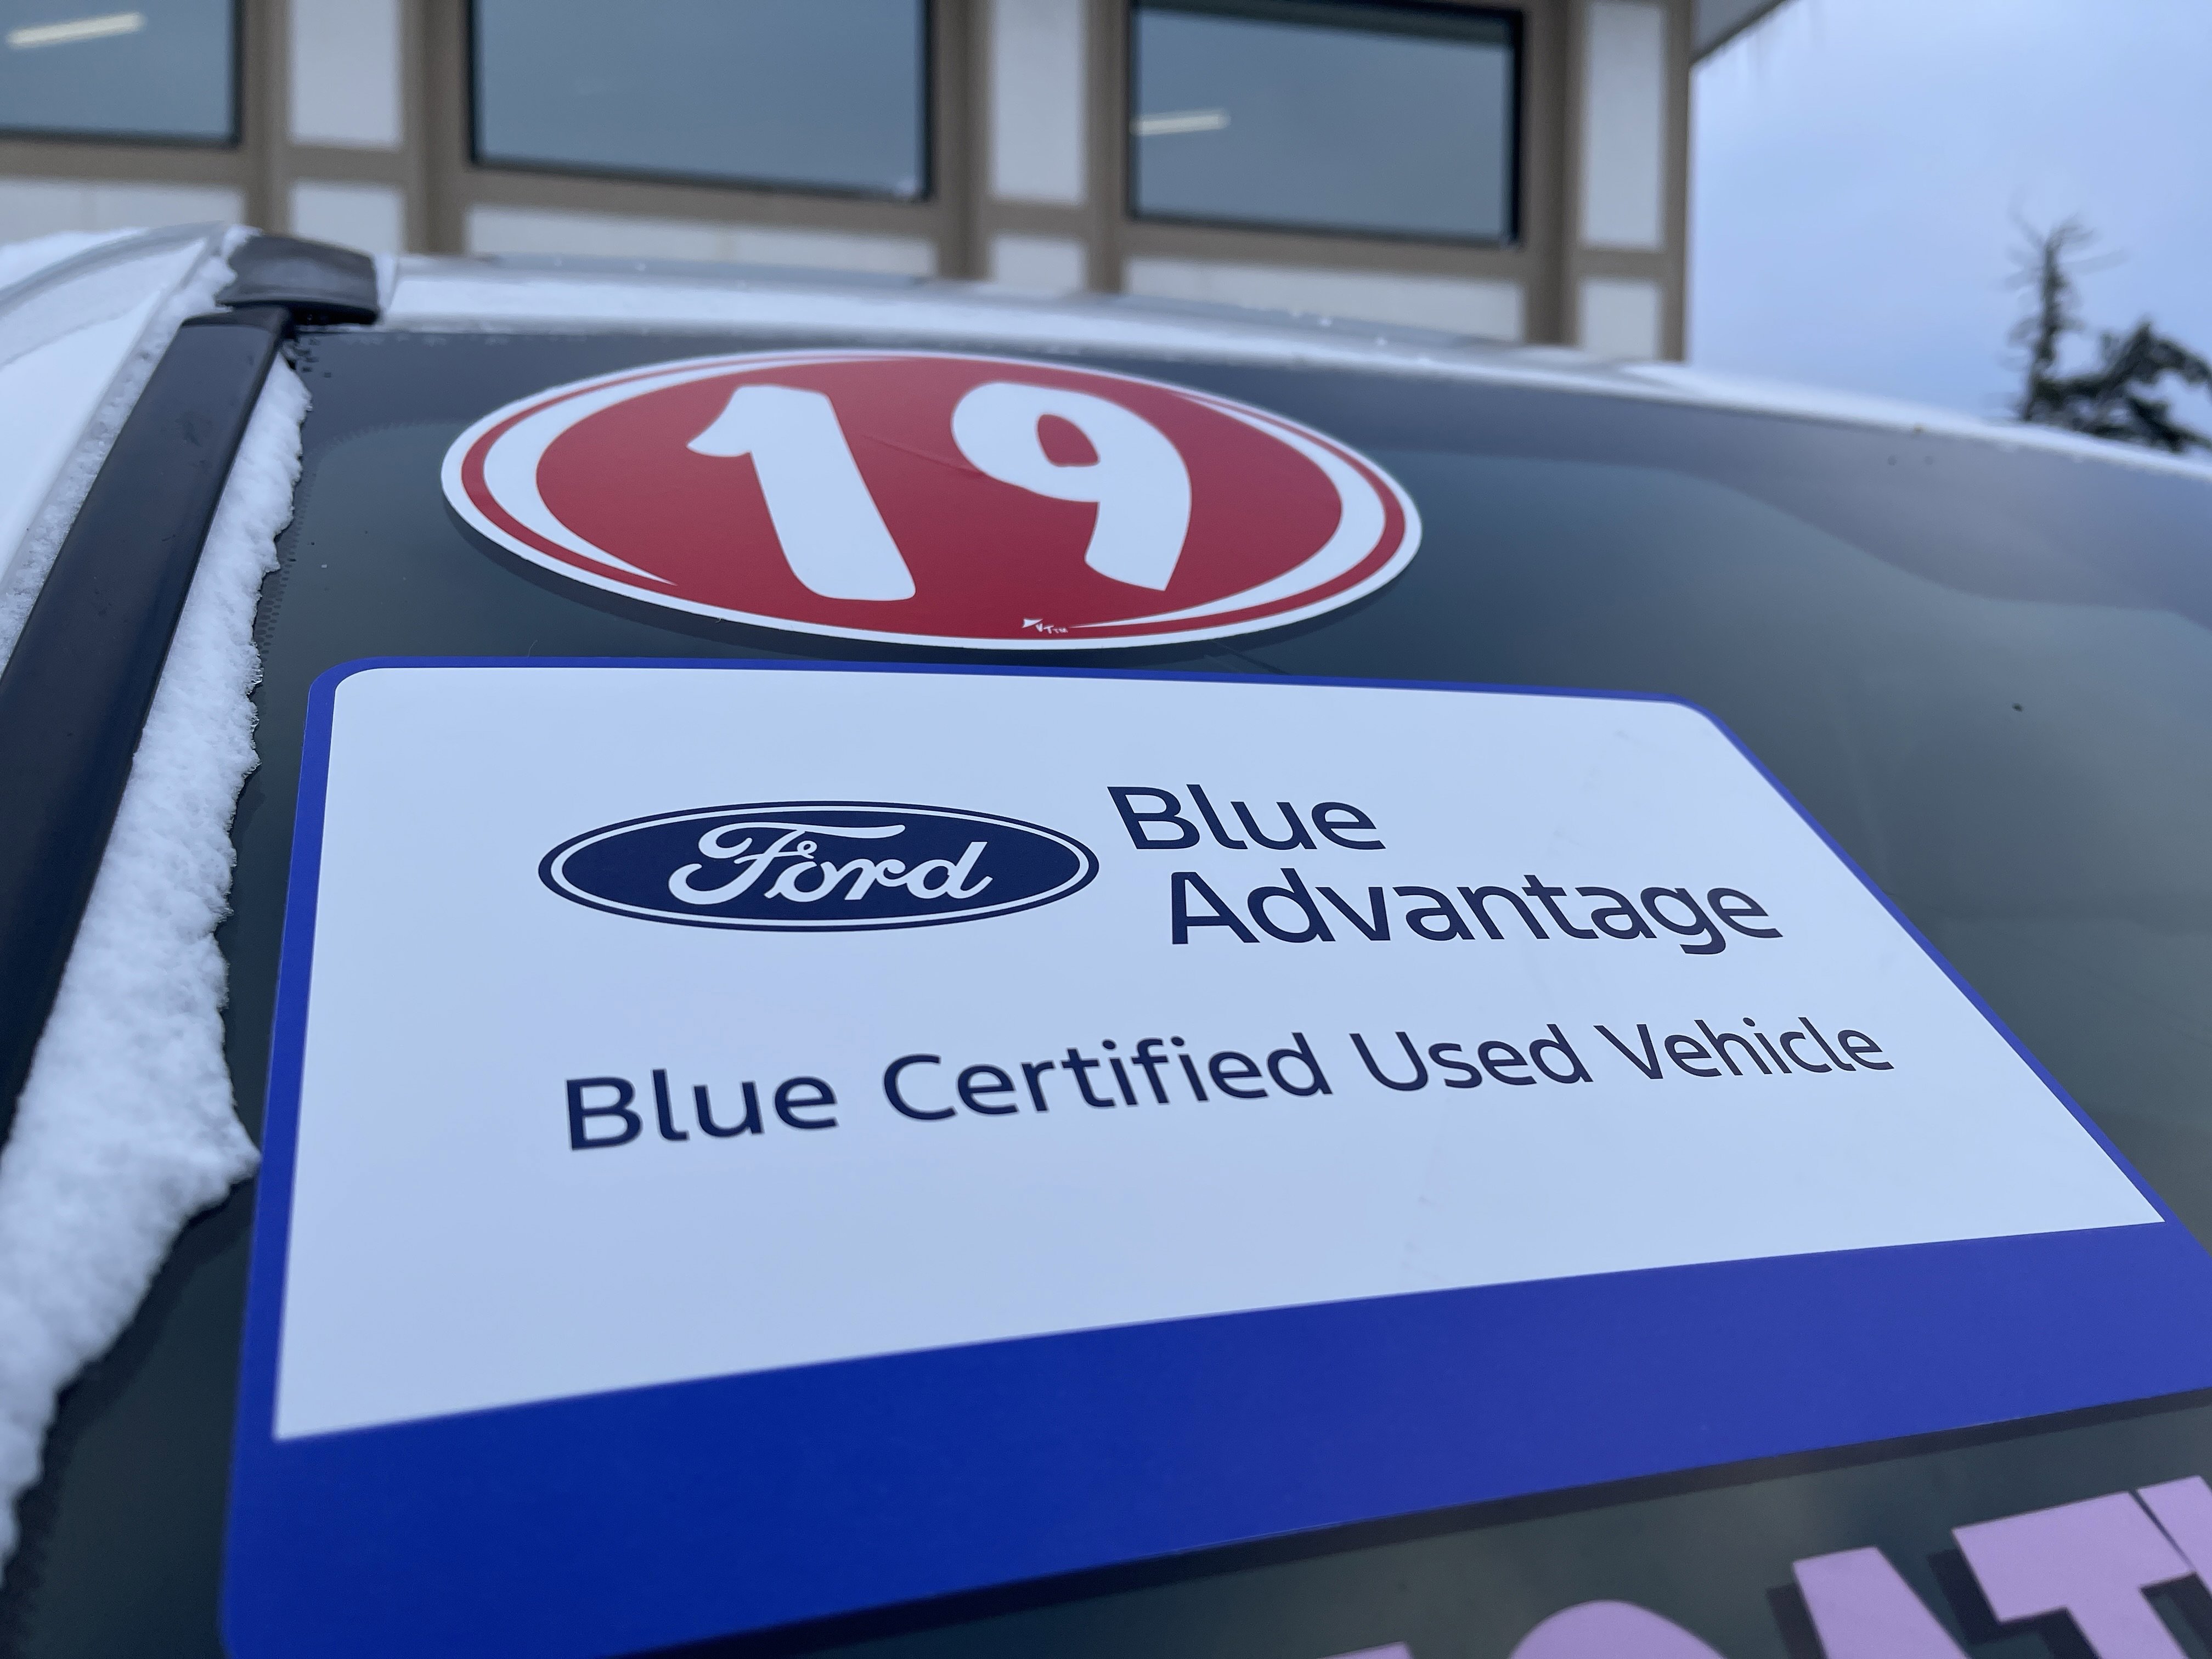 19
Ford
Blue
Advantage
Blue Certified Used Vehicle